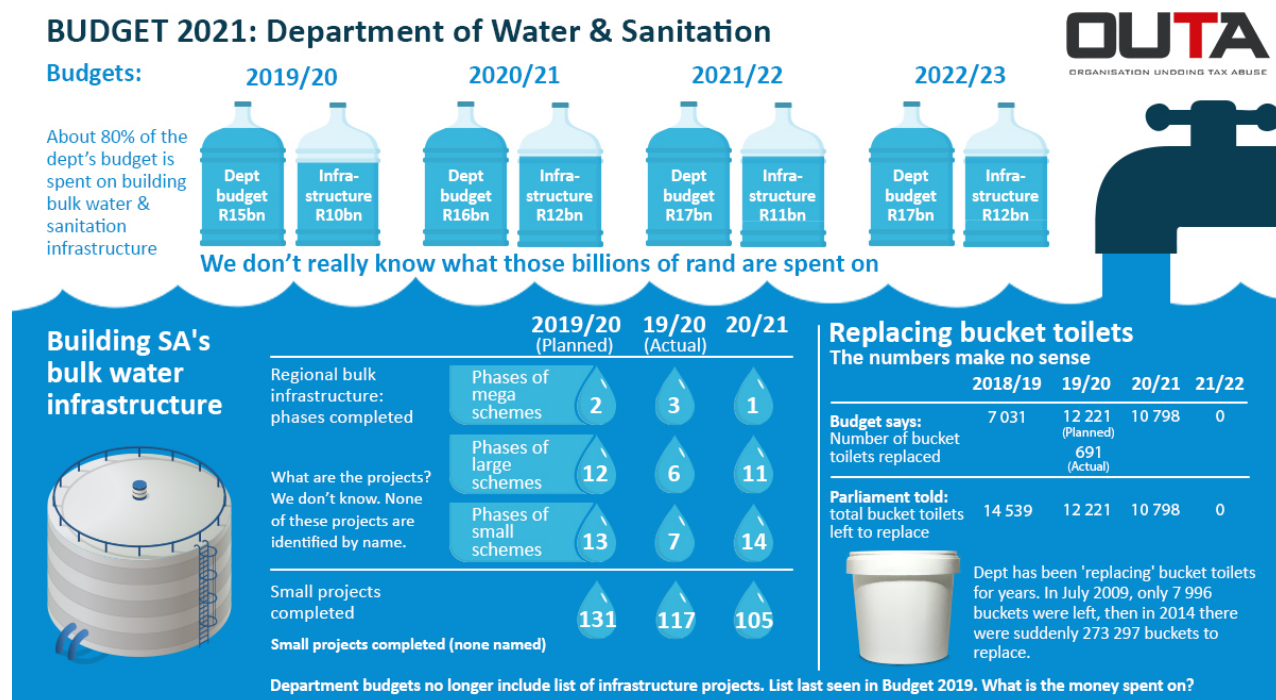 BUDGET 2021: Department of Water & Sanitation
OUTA
ORGANISATION UNDOING TAX ABUSE
Budgets:
2019/20
2020/21
2021/22
2022/23
About 80% of the
dept's budget is
spent on building
bulk water &
sanitation
infrastructure
Dept
budget
R15bn
Infra-
structure
R10bn
Dept
budget
R16bn
Infra-
structure
R12bn
Dept
budget
R17bn
Infra-
structure
R11bn
Dept
budget
R17bn
Infra-
structure
R12bn
We don't really know what those billions of rand are spent on
Building SA's
bulk water
infrastructure
2019/20 19/20 20/21
(Planned) (Actual)
Regional bulk
infrastructure:
phases completed
Phases of
mega
schemes
2 3 1
What are the projects?
We don't know. None
of these projects are
identified by name.
Phases of
large
schemes
12 6 11
Phases of
small
schemes
13 7 14
Small projects
completed
131 117 105
Small projects completed (none named)
Replacing bucket toilets
The numbers make no sense
2018/19 19/20 20/21 21/22
Budget says:
Number of bucket
toilets replaced
7 031 12 221 10 798 0
(Planned)
691
(Actual)
Parliament told:
total bucket toilets
left to replace
14 539 12 221 10 798 0
Dept has been 'replacing' bucket toilets
for years. In July 2009, only 7 996
buckets were left, then in 2014 there
were suddenly 273 297 buckets to
replace.
Department budgets no longer include list of infrastructure projects. List last seen in Budget 2019. What is the money spent on?